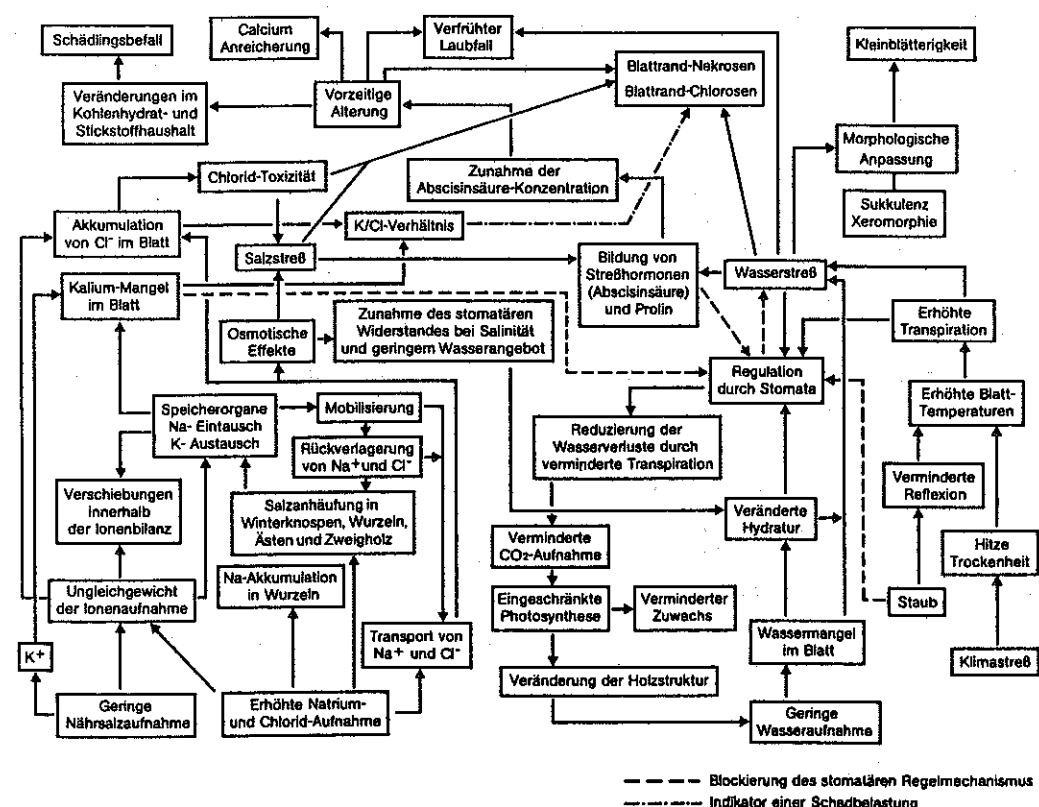 Schädlingsbefall
Calcium
Anreicherung
Verfrühter
Laubfall
Kleinblätterigkeit
Blattrand-Nekrosen
Blattrand-Chlorosen
Veränderungen im
Kohlenhydrat- und
Stickstoffhaushalt
Vorzeitige
Alterung
Morphologische
Anpassung
Sukkulenz
Xeromorphie
Chlorid-Toxizität
Zunahme der
Abscisinsäure-Konzentration
Akkumulation
von Cl⁻ im Blatt
K/Cl-Verhältnis
Salzstreß
Bildung von
Streßhormonen
(Abscisinsäure)
und Prolin
Wasserstreß
Kalium-Mangel
im Blatt
Osmotische
Effekte
Zunahme des stomatären
Widerstandes bei Salinität
und geringem Wasserangebot
Erhöhte
Transpiration
Regulation
durch Stomata
Erhöhte Blatt-
Temperaturen
Speicherorgane
Na- Eintausch
K- Austausch
Mobilisierung
Rückverlagerung
von Na⁺ und Cl⁻
Reduzierung der
Wasserverluste durch
verminderte Transpiration
Verminderte
Reflexion
Verschiebungen
innerhalb
der Ionenbilanz
Salzanhäufung in
Winterknospen, Wurzeln,
Ästen und Zweigholz
Veränderte
Hydratur
Verminderte
CO₂-Aufnahme
Hitze
Trockenheit
Ungleichgewicht
der Ionenaufnahme
Na-Akkumulation
in Wurzeln
Eingeschränkte
Photosynthese
Verminderter
Zuwachs
Staub
K⁺
Transport von
Na⁺ und Cl⁻
Wassermangel
im Blatt
Klimastreß
Veränderung der Holzstruktur
Geringe
Nährsalzaufnahme
Erhöhte Natrium-
und Chlorid-Aufnahme
Geringe
Wasseraufnahme
Blockierung des stomatären Regelmechanismus
Indikator einer Schadbelastung